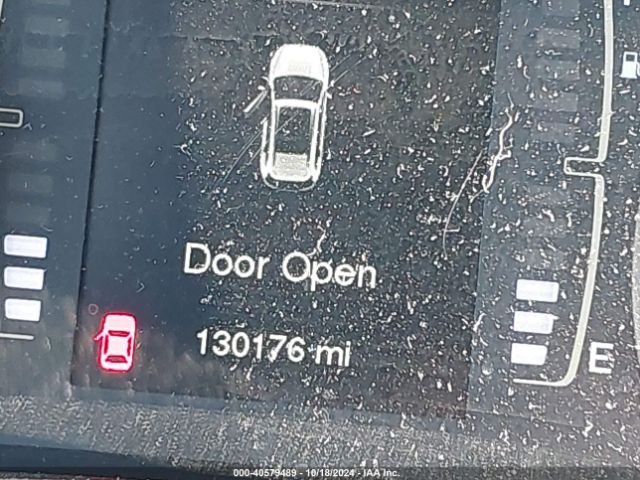 Door Open
130176 mi
E
000-40579489 - 10/18/2024 - IAA Inc.